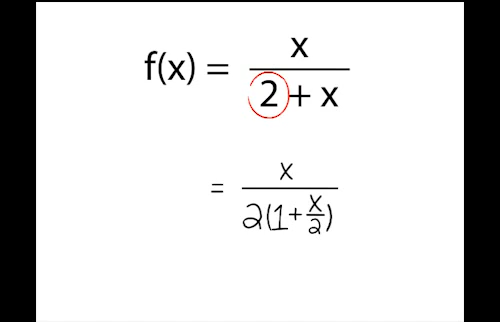 f(x) = x / (2 + x)
= x / (2(1 + x/2))